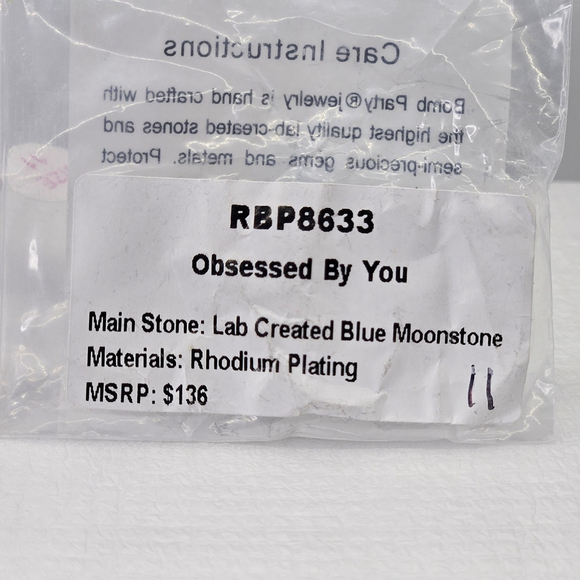 Care Instructions
Bomb Party® jewelry is hand crafted with
the highest quality lab-created stones and
semi-precious gems and metals. Protect
RBP8633
Obsessed By You
Main Stone: Lab Created Blue Moonstone
Materials: Rhodium Plating
MSRP: $136
11